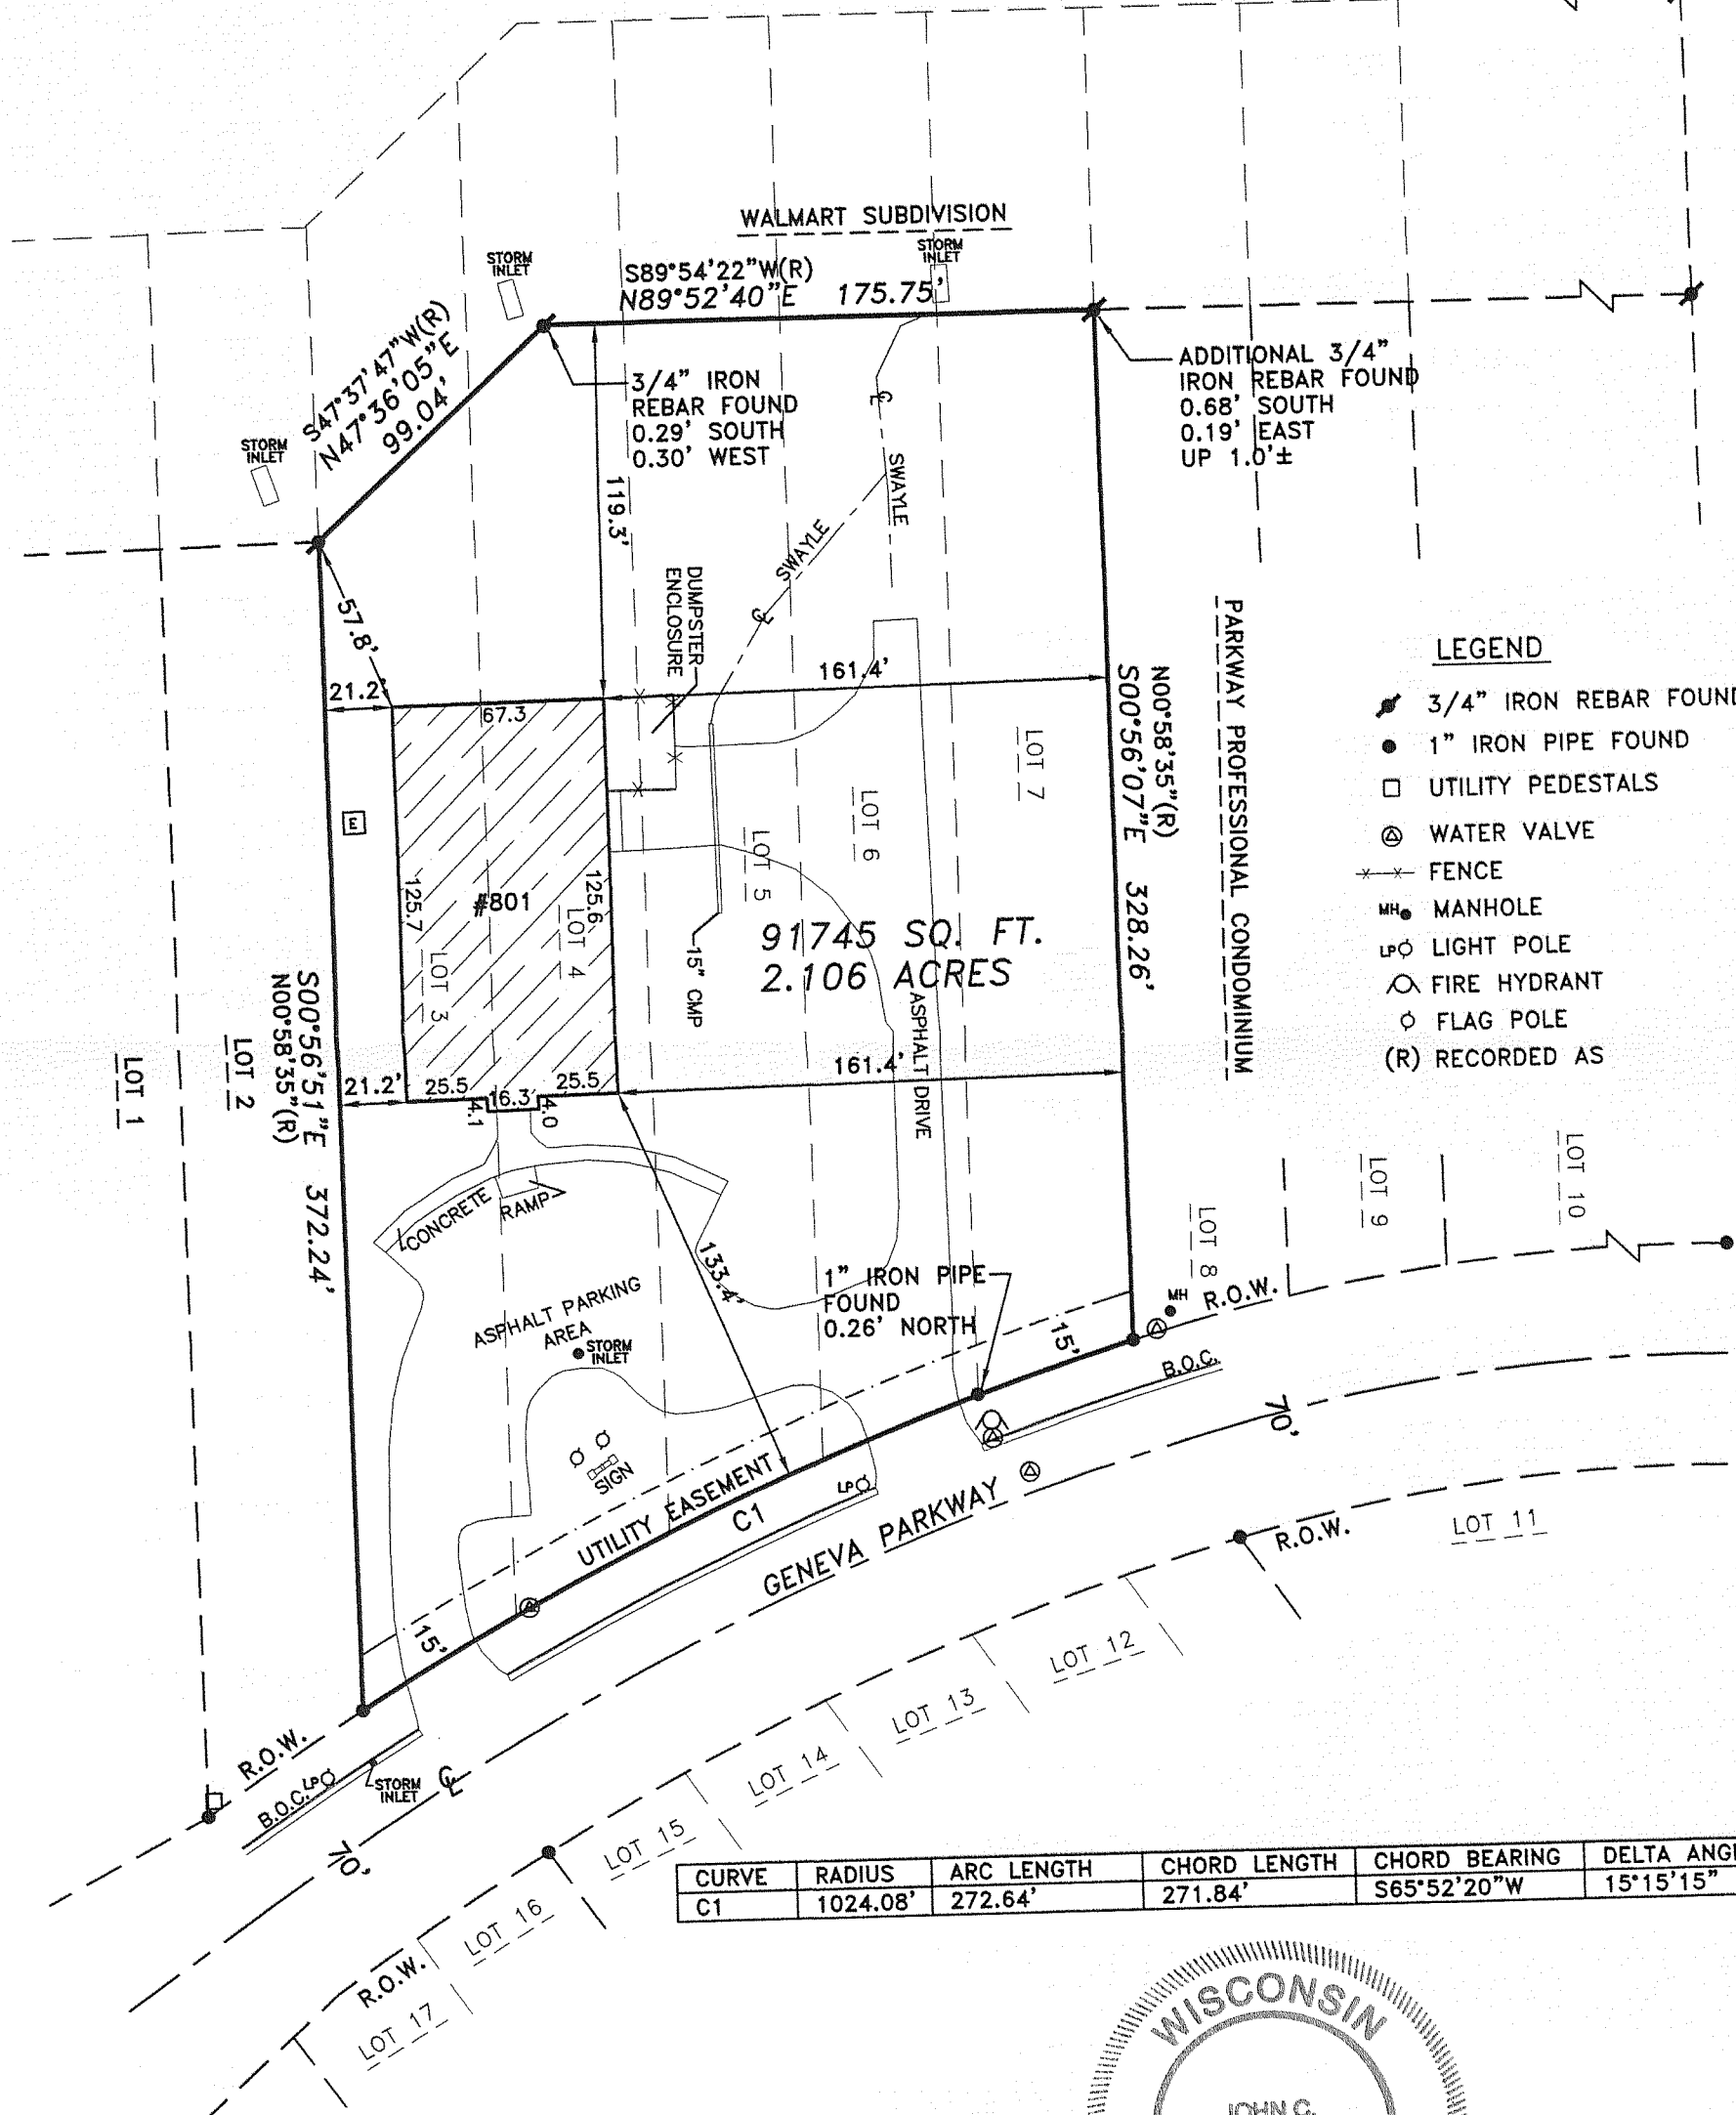 WALMART SUBDIVISION
STORM
INLET
STORM
INLET
STORM
INLET
S89°54'22"W(R)
N89°52'40"E 175.75'
S47°37'47"W(R)
N47°36'05"E
99.04'
3/4" IRON
REBAR FOUND
0.29' SOUTH
0.30' WEST
ADDITIONAL 3/4"
IRON REBAR FOUND
0.68' SOUTH
0.19' EAST
UP 1.0'±
119.3'
SWAYLE
SWAYLE
57.8'
DUMPSTER
ENCLOSURE
21.2'
67.3
161.4'
N00°58'35"(R)
S00°56'07"E 328.26'
PARKWAY PROFESSIONAL CONDOMINIUM
LEGEND
3/4" IRON REBAR FOUND
1" IRON PIPE FOUND
UTILITY PEDESTALS
WATER VALVE
FENCE
MH MANHOLE
LP LIGHT POLE
FIRE HYDRANT
FLAG POLE
(R) RECORDED AS
LOT 7
LOT 6
LOT 5
E
125.7
#801
125.6
LOT 4
LOT 3
15" CMP
91745 SQ. FT.
2.106 ACRES
ASPHALT DRIVE
S00°56'51"E 372.24'
N00°58'35"(R)
LOT 2
LOT 1
21.2'
25.5
4.1
16.3'
4.0
25.5
161.4'
CONCRETE
RAMP
133.4'
ASPHALT PARKING
AREA
STORM
INLET
1" IRON PIPE
FOUND
0.26' NORTH
15'
LOT 8
LOT 9
LOT 10
MH
R.O.W.
B.O.C.
70'
SIGN
UTILITY EASEMENT
C1
LP
GENEVA PARKWAY
R.O.W.
LOT 11
15'
LOT 12
LOT 13
LOT 14
LOT 15
LOT 16
LOT 17
R.O.W.
B.O.C.
LP
STORM
INLET
70'
R.O.W.
CURVE RADIUS ARC LENGTH CHORD LENGTH CHORD BEARING DELTA
C1 1024.08' 272.64' 271.84' S65°52'20"W 15°15'15"
WISCONSIN
JOHN C.